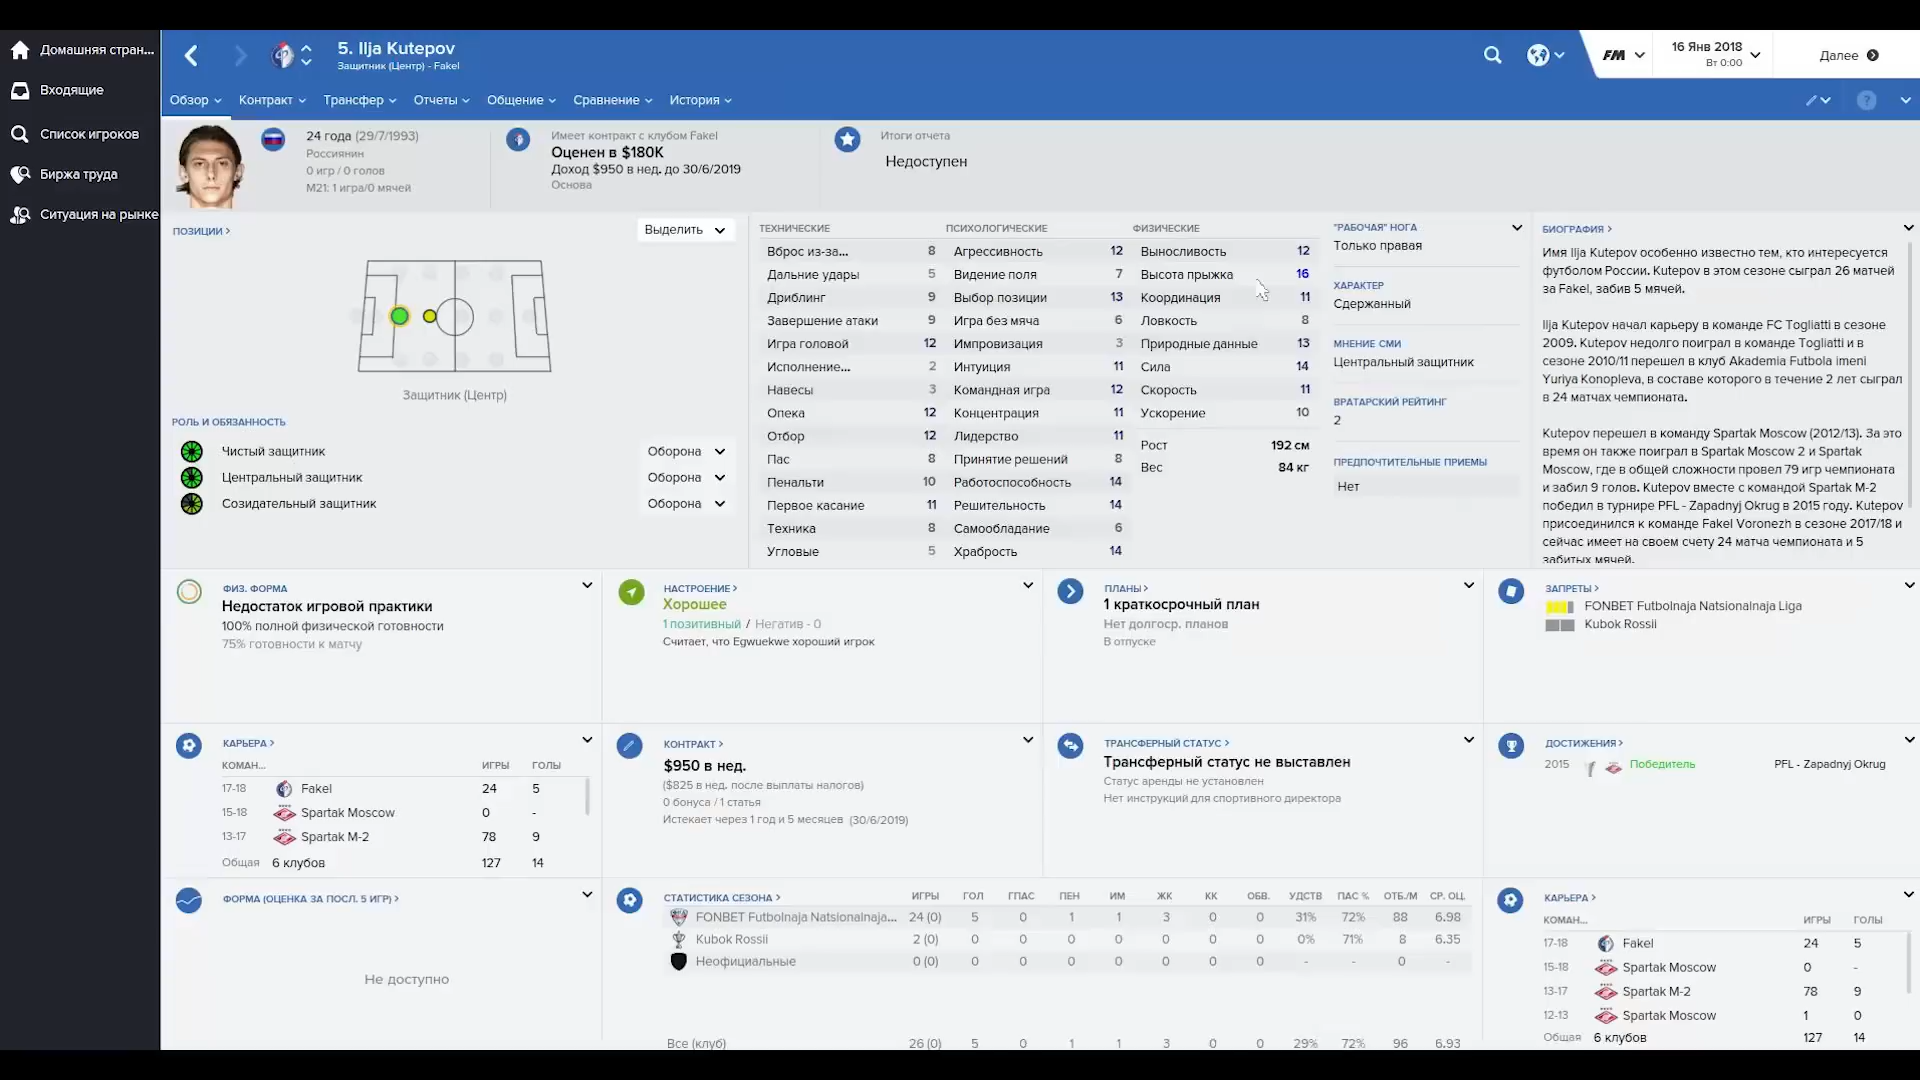 Домашняя стран...
Входящие
Список игроков
Биржа труда
Ситуация на рынке
5. Ilja Kutepov
Защитник (Центр) - Fakel
FM
16 Янв 2018
Вт 0:00
Далее
Обзор Контракт Трансфер Отчеты Общение Сравнение История
?
24 года (29/7/1993)
Россиянин
0 игр / 0 голов
М21: 1 игра/0 мячей
Имеет контракт с клубом Fakel
Оценен в $180K
Доход $950 в нед. до 30/6/2019
Основа
Итоги отчета
Недоступен
ПОЗИЦИИ >
Выделить
Защитник (Центр)
РОЛЬ И ОБЯЗАННОСТЬ
Чистый защитник Оборона
Центральный защитник Оборона
Созидательный защитник Оборона
ТЕХНИЧЕСКИЕ
Вброс из-за... 8
Дальние удары 5
Дриблинг 9
Завершение атаки 9
Игра головой 12
Исполнение... 2
Навесы 3
Опека 12
Отбор 12
Пас 8
Пенальти 10
Первое касание 11
Техника 8
Угловые 5
ПСИХОЛОГИЧЕСКИЕ
Агрессивность 12
Видение поля 7
Выбор позиции 13
Игра без мяча 6
Импровизация 3
Интуиция 11
Командная игра 12
Концентрация 11
Лидерство 11
Принятие решений 8
Работоспособность 14
Решительность 14
Самообладание 6
Храбрость 14
ФИЗИЧЕСКИЕ
Выносливость 12
Высота прыжка 16
Координация 11
Ловкость 8
Природные данные 13
Сила 14
Скорость 11
Ускорение 10
Рост 192 см
Вес 84 кг
"РАБОЧАЯ" НОГА
Только правая
ХАРАКТЕР
Сдержанный
МНЕНИЕ СМИ
Центральный защитник
ВРАТАРСКИЙ РЕЙТИНГ
2
ПРЕДПОЧТИТЕЛЬНЫЕ ПРИЕМЫ
Нет
БИОГРАФИЯ >
Имя Ilja Kutepov особенно известно тем, кто интересуется
футболом России. Kutepov в этом сезоне сыграл 26 матчей
за Fakel, забив 5 мячей.
Ilja Kutepov начал карьеру в команде FC Togliatti в сезоне
2009. Kutepov недолго поиграл в команде Togliatti и в
сезоне 2010/11 перешел в клуб Akademia Futbola imeni
Yuriya Konopleva, в составе которого в течение 2 лет сыграл
в 24 матчах чемпионата.
Kutepov перешел в команду Spartak Moscow (2012/13). За это
время он также поиграл в Spartak Moscow 2 и Spartak
Moscow, где в общей сложности провел 79 игр чемпионата
и забил 9 голов. Kutepov вместе с командой Spartak M-2
победил в турнире PFL - Zapadnyj Okrug в 2015 году. Kutepov
присоединился к команде Fakel Voronezh в сезоне 2017/18 и
сейчас имеет на своем счету 24 матча чемпионата и 5
забитых мячей.
ФИЗ. ФОРМА
Недостаток игровой практики
100% полной физической готовности
75% готовности к матчу
НАСТРОЕНИЕ >
Хорошее
1 позитивный / Негатив - 0
Считает, что Egwuekwe хороший игрок
ПЛАНЫ >
1 краткосрочный план
Нет долгоср. планов
В отпуске
ЗАПРЕТЫ >
FONBET Futbolnaja Natsionalnaja Liga
Kubok Rossii
КАРЬЕРА >
КОМАН... ИГРЫ ГОЛЫ
17-18 Fakel 24 5
15-18 Spartak Moscow 0 -
13-17 Spartak M-2 78 9
Общая 6 клубов 127 14
КОНТРАКТ >
$950 в нед.
($825 в нед. после выплаты налогов)
0 бонуса / 1 статья
Истекает через 1 год и 5 месяцев (30/6/2019)
ТРАНСФЕРНЫЙ СТАТУС >
Трансферный статус не выставлен
Статус аренды не установлен
Нет инструкций для спортивного директора
ДОСТИЖЕНИЯ >
2015 Победитель PFL - Zapadnyj Okrug
ФОРМА (ОЦЕНКА ЗА ПОСЛ. 5 ИГР) >
Не доступно
СТАТИСТИКА СЕЗОНА > ИГРЫ ГОЛ ГПАС ПЕН ИМ ЖК КК ОБВ. УДСТВ ПАС % ОТБ./М СР. ОЦ.
FONBET Futbolnaja Natsionalnaja... 24 (0) 5 0 1 1 3 0 0 31% 72% 88 6.98
Kubok Rossii 2 (0) 0 0 0 0 0 0 0 0% 71% 8 6.35
Неофициальные 0 (0) 0 0 0 0 0 0 0 - - 0 -
Все (клуб) 26 (0) 5 0 1 1 3 0 0 29% 72% 96 6.93
КАРЬЕРА >
КОМАН... ИГРЫ ГОЛЫ
17-18 Fakel 24 5
15-18 Spartak Moscow 0 -
13-17 Spartak M-2 78 9
12-13 Spartak Moscow 1 0
Общая 6 клубов 127 14